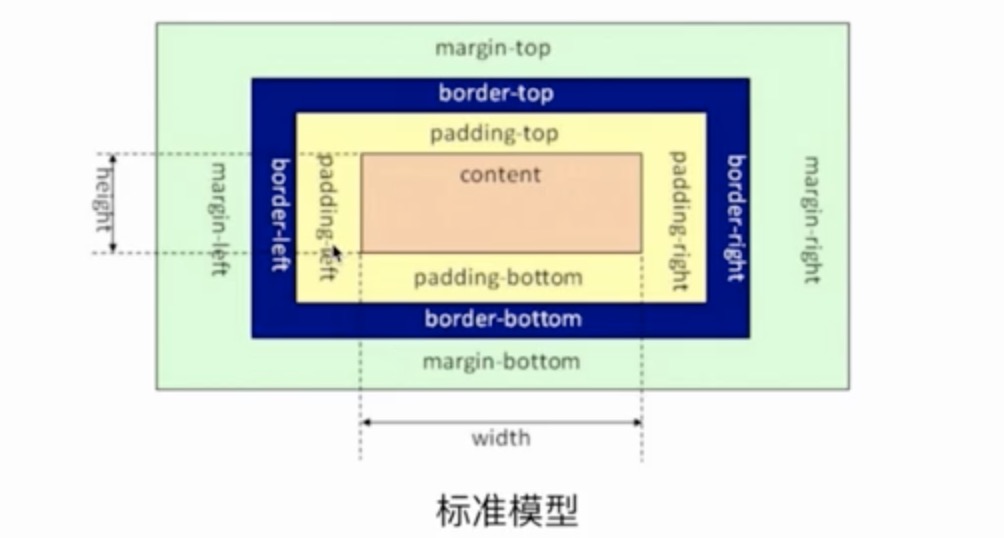 margin-top
border-top
padding-top
content
height
margin-left
border-left
padding-left
padding-right
border-right
margin-right
padding-bottom
border-bottom
margin-bottom
width
标准模型